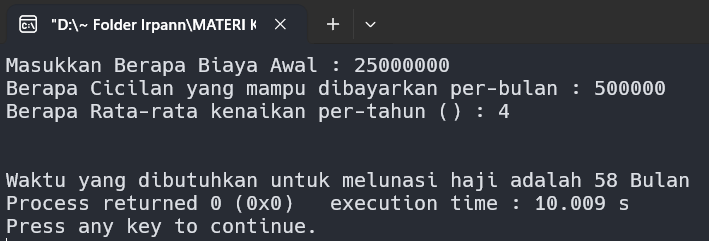 "D:\~ Folder Irpann\MATERI K
Masukkan Berapa Biaya Awal : 25000000
Berapa Cicilan yang mampu dibayarkan per-bulan : 500000
Berapa Rata-rata kenaikan per-tahun () : 4
Waktu yang dibutuhkan untuk melunasi haji adalah 58 Bulan
Process returned 0 (0x0)   execution time : 10.009 s
Press any key to continue.